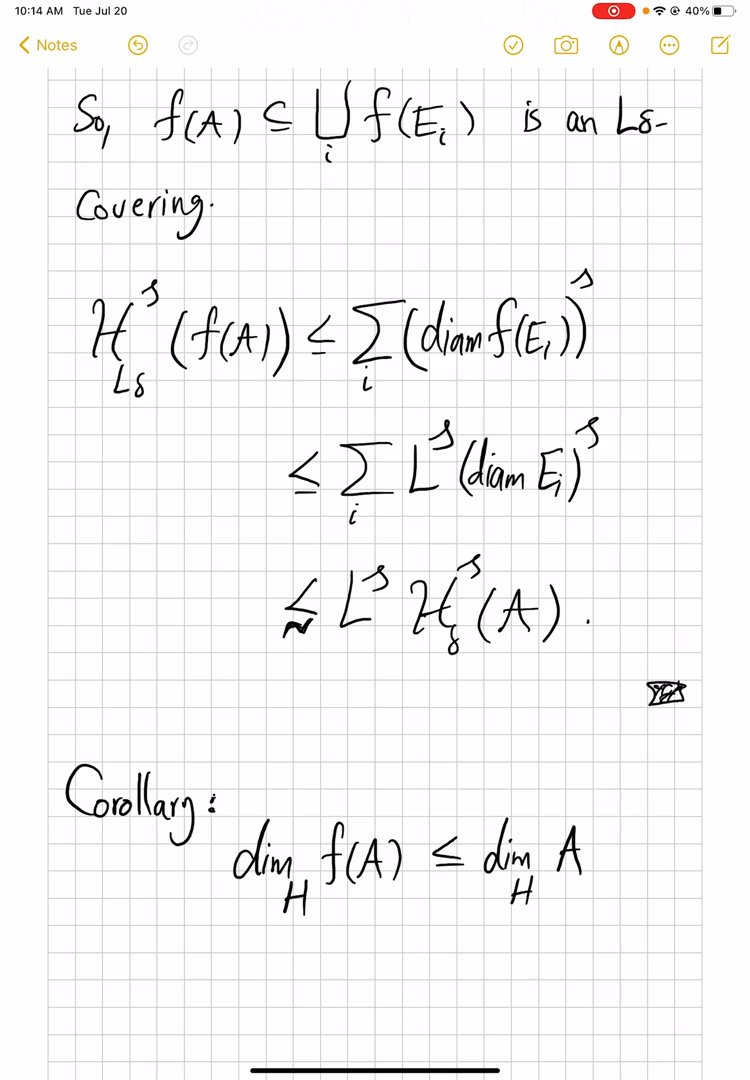 10:14 AM Tue Jul 20 40%
Notes
So, f(A) ⊆ ⋃_i f(E_i) is an Lδ-
Covering.
H^s_{Lδ} (f(A)) ≤ ∑_i (diam f(E_i))^s
≤ ∑_i L^s (diam E_i)^s
≤ L^s H^s_δ (A).
Corollary:
dim_H f(A) ≤ dim_H A